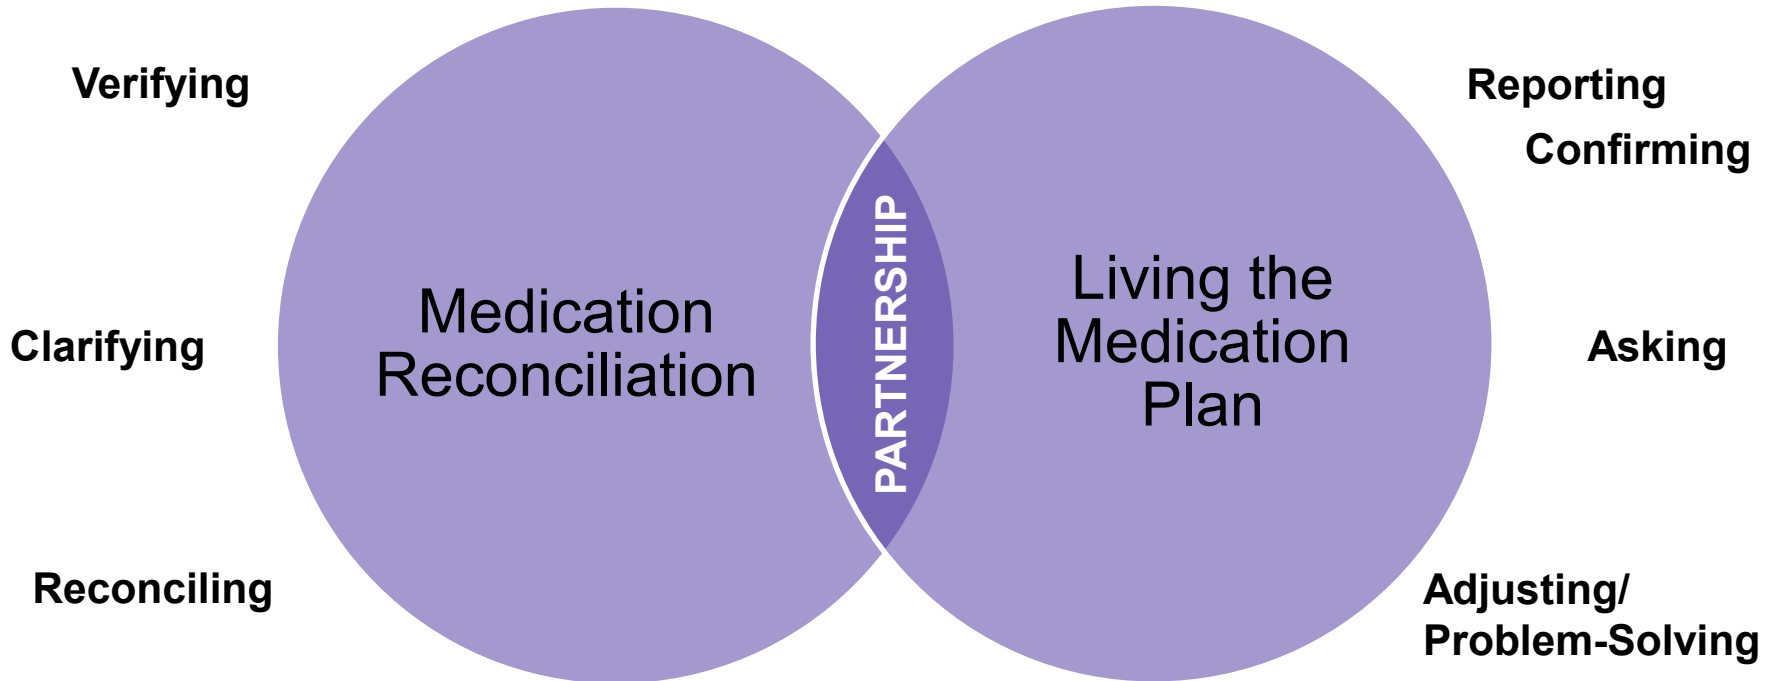 Verifying
Clarifying
Reconciling
Medication
Reconciliation
PARTNERSHIP
Living the
Medication
Plan
Reporting
Confirming
Asking
Adjusting/
Problem-Solving